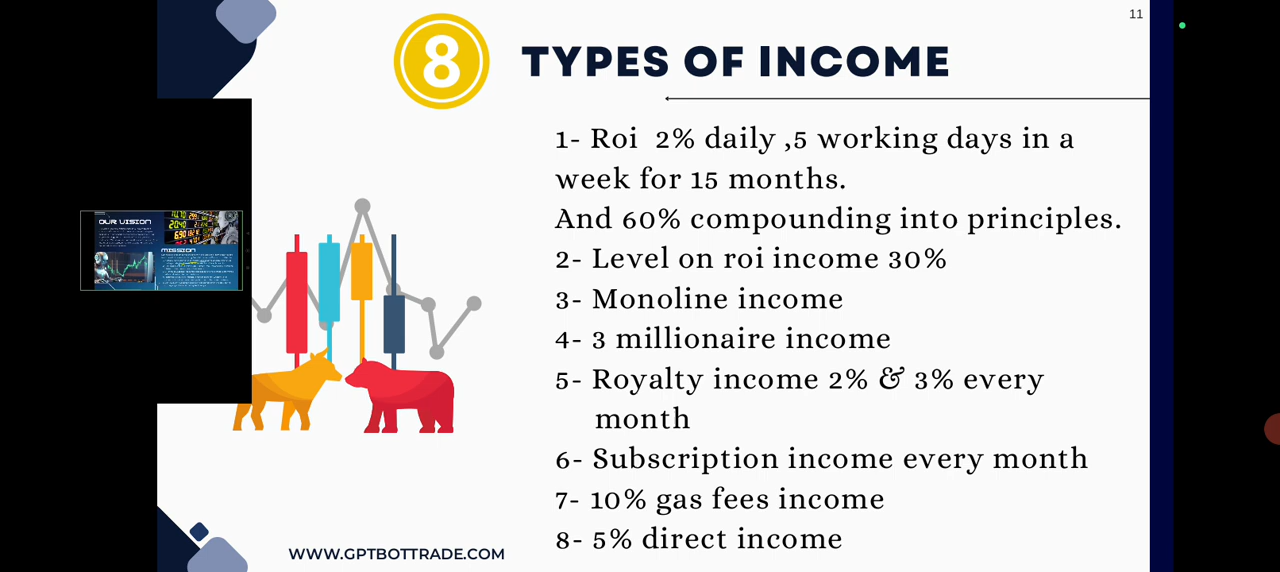 11
8 TYPES OF INCOME
1- Roi 2% daily ,5 working days in a
week for 15 months.
And 60% compounding into principles.
2- Level on roi income 30%
3- Monoline income
4- 3 millionaire income
5- Royalty income 2% & 3% every
month
6- Subscription income every month
7- 10% gas fees income
8- 5% direct income
WWW.GPTBOTTRADE.COM
OUR VISION
MISSION